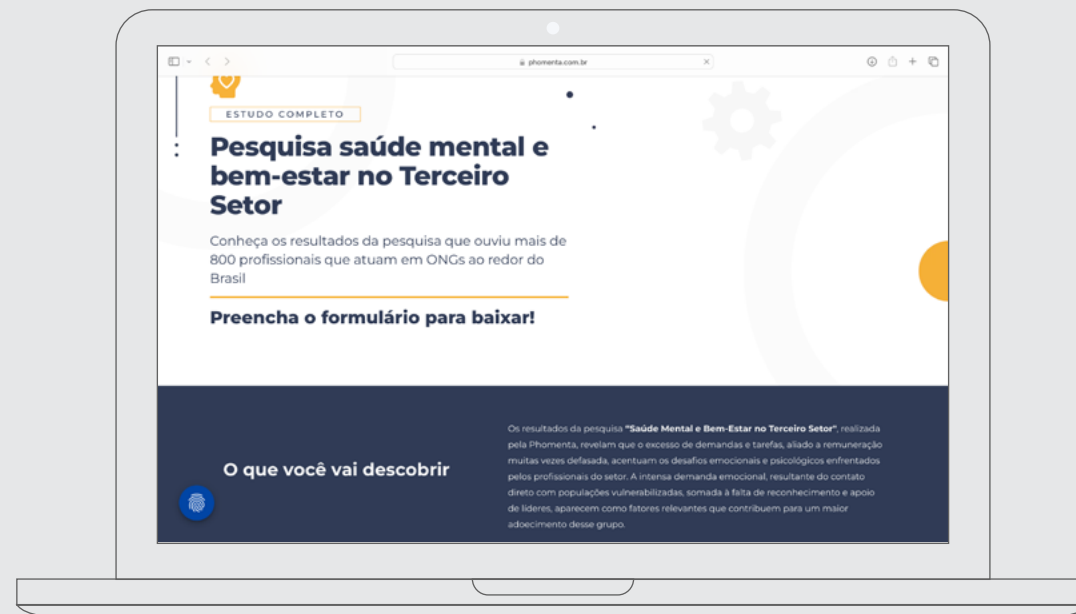 phomenta.com.br
ESTUDO COMPLETO
Pesquisa saúde mental e
bem-estar no Terceiro
Setor
Conheça os resultados da pesquisa que ouviu mais de
800 profissionais que atuam em ONGs ao redor do
Brasil
Preencha o formulário para baixar!
O que você vai descobrir
Os resultados da pesquisa "Saúde Mental e Bem-Estar no Terceiro Setor", realizada
pela Phomenta, revelam que o excesso de demandas e tarefas, aliado a remuneração
muitas vezes defasada, acentuam os desafios emocionais e psicológicos enfrentados
pelos profissionais do setor. A intensa demanda emocional, resultante do contato
direto com populações vulnerabilizadas, somada à falta de reconhecimento e apoio
de líderes, aparecem como fatores relevantes que contribuem para um maior
adoecimento desse grupo.